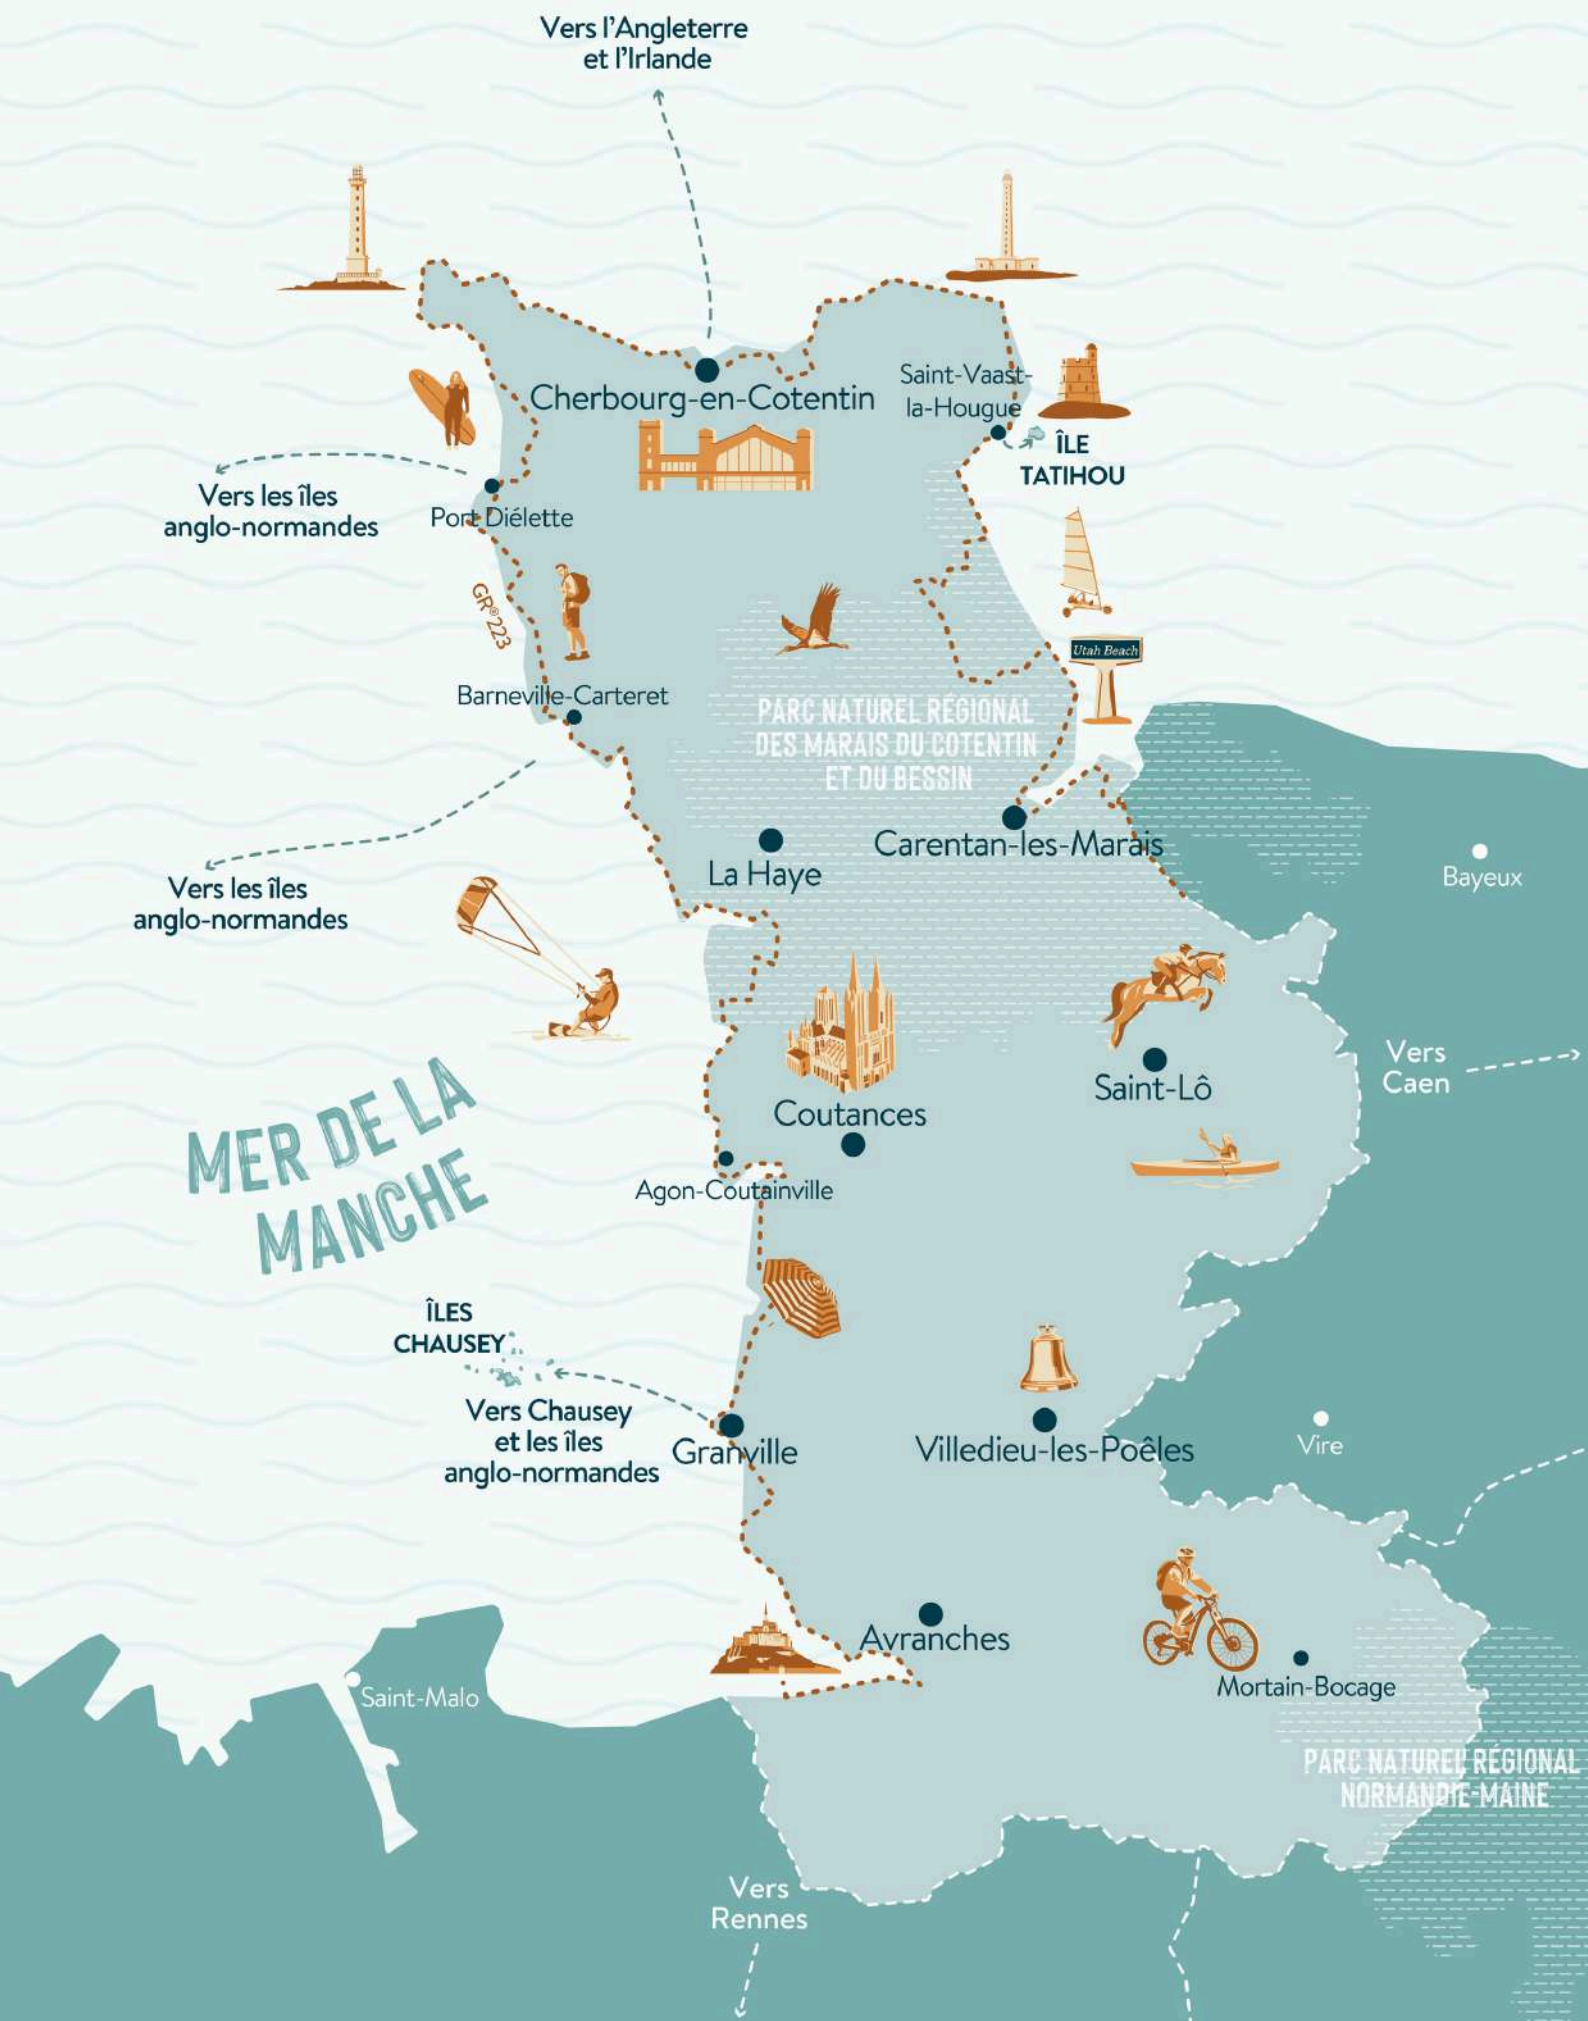 Vers l'Angleterre
et l'Irlande
Saint-Vaast-
la-Hougue
Cherbourg-en-Cotentin
ÎLE
TATIHOU
Vers les îles
anglo-normandes
Port Diélette
GR®223
Utah Beach
Barneville-Carteret
PARC NATUREL RÉGIONAL
DES MARAIS DU COTENTIN
ET DU BESSIN
Carentan-les-Marais
La Haye
Bayeux
Vers les îles
anglo-normandes
Vers
Caen
Saint-Lô
Coutances
MER DE LA
MANCHE
Agon-Coutainville
ÎLES
CHAUSEY
Vers Chausey
et les îles
anglo-normandes
Granville
Villedieu-les-Poêles
Vire
Avranches
Mortain-Bocage
Saint-Malo
PARC NATUREL RÉGIONAL
NORMANDIE-MAINE
Vers
Rennes